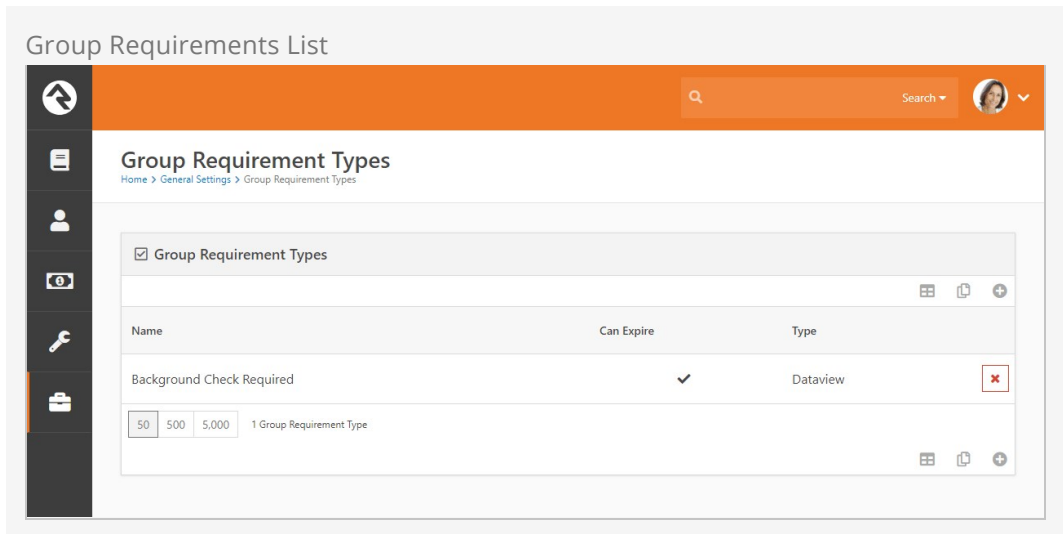 Group Requirements List
Search
Group Requirement Types
Home > General Settings > Group Requirement Types
Group Requirement Types
Name Can Expire Type
Background Check Required Dataview
50 500 5,000 1 Group Requirement Type